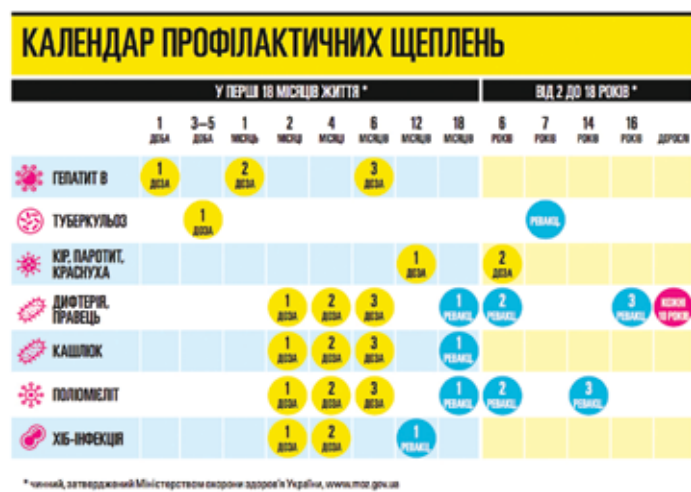 КАЛЕНДАР ПРОФІЛАКТИЧНИХ ЩЕПЛЕНЬ
У ПЕРШІ 18 МІСЯЦІВ ЖИТТЯ * ВІД 2 ДО 18 РОКІВ *
1 3–5 1 2 4 6 12 18 6 7 14 16
ДОБА ДОБА МІСЯЦЬ МІСЯЦІ МІСЯЦІ МІСЯЦІВ МІСЯЦІВ МІСЯЦІВ РОКІВ РОКІВ РОКІВ РОКІВ ДОРОСЛІ
ГЕПАТИТ В 1 ДОЗА 2 ДОЗА 3 ДОЗА
ТУБЕРКУЛЬОЗ 1 ДОЗА РЕВАКЦ.
КІР, ПАРОТИТ,
КРАСНУХА 1 ДОЗА 2 ДОЗА
ДИФТЕРІЯ,
ПРАВЕЦЬ 1 ДОЗА 2 ДОЗА 3 ДОЗА 1 РЕВАКЦ. 2 РЕВАКЦ. 3 РЕВАКЦ. КОЖНІ 10 РОКІВ
КАШЛЮК 1 ДОЗА 2 ДОЗА 3 ДОЗА 1 РЕВАКЦ.
ПОЛІОМІЄЛІТ 1 ДОЗА 2 ДОЗА 3 ДОЗА 1 РЕВАКЦ. 2 РЕВАКЦ. 3 РЕВАКЦ.
ХІБ-ІНФЕКЦІЯ 1 ДОЗА 2 ДОЗА 1 РЕВАКЦ.
* чинний, затверджений Міністерством охорони здоров'я України, www.moz.gov.ua